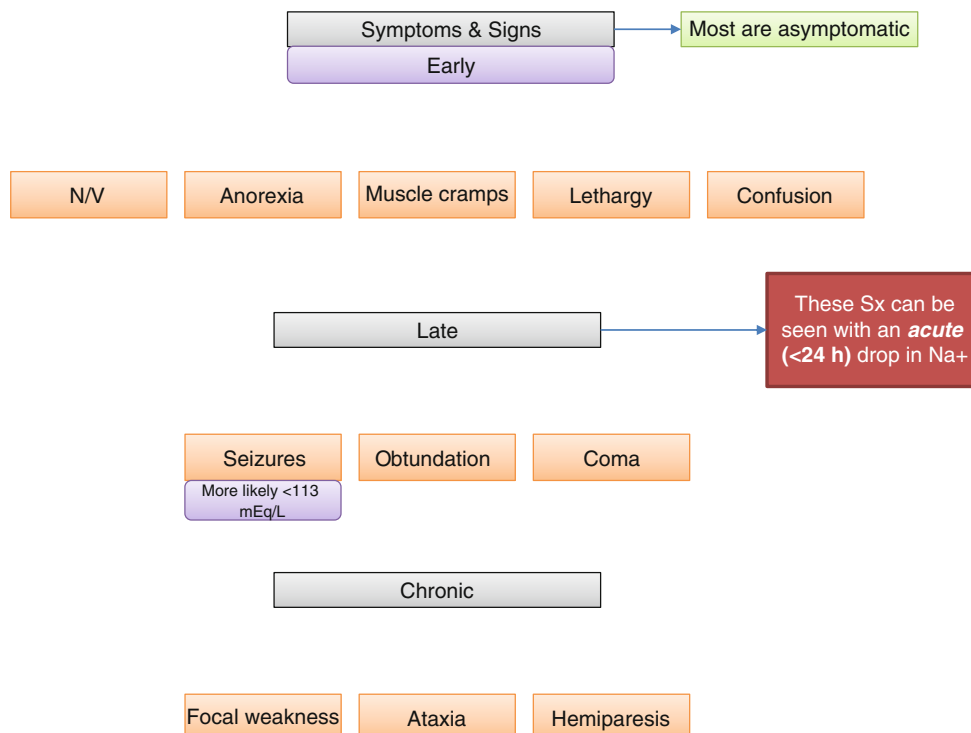 Symptoms & Signs
Most are asymptomatic
Early
N/V
Anorexia
Muscle cramps
Lethargy
Confusion
Late
These Sx can be
seen with an acute
(<24 h) drop in Na+
Seizures
Obtundation
Coma
More likely <113
mEq/L
Chronic
Focal weakness
Ataxia
Hemiparesis